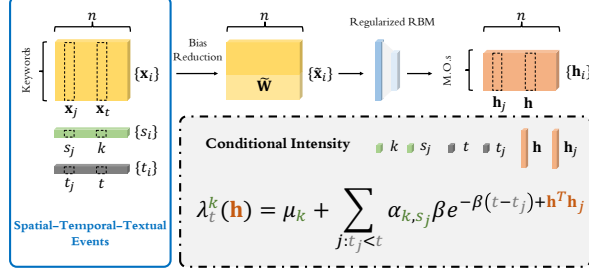 n
Keywords
{x_i}
x_j x_t
{s_i}
s_j k
{t_i}
t_j t
Spatial–Temporal–Textual
Events
Bias
Reduction
n
W̃
{x̃_i}
Regularized RBM
n
M.O.s
{h_i}
h_j h
Conditional Intensity
k s_j t t_j h h_j
λ_t^k(h) = μ_k + ∑_{j:t_j<t} α_{k,s_j} β e^{−β(t−t_j)+h^T h_j}